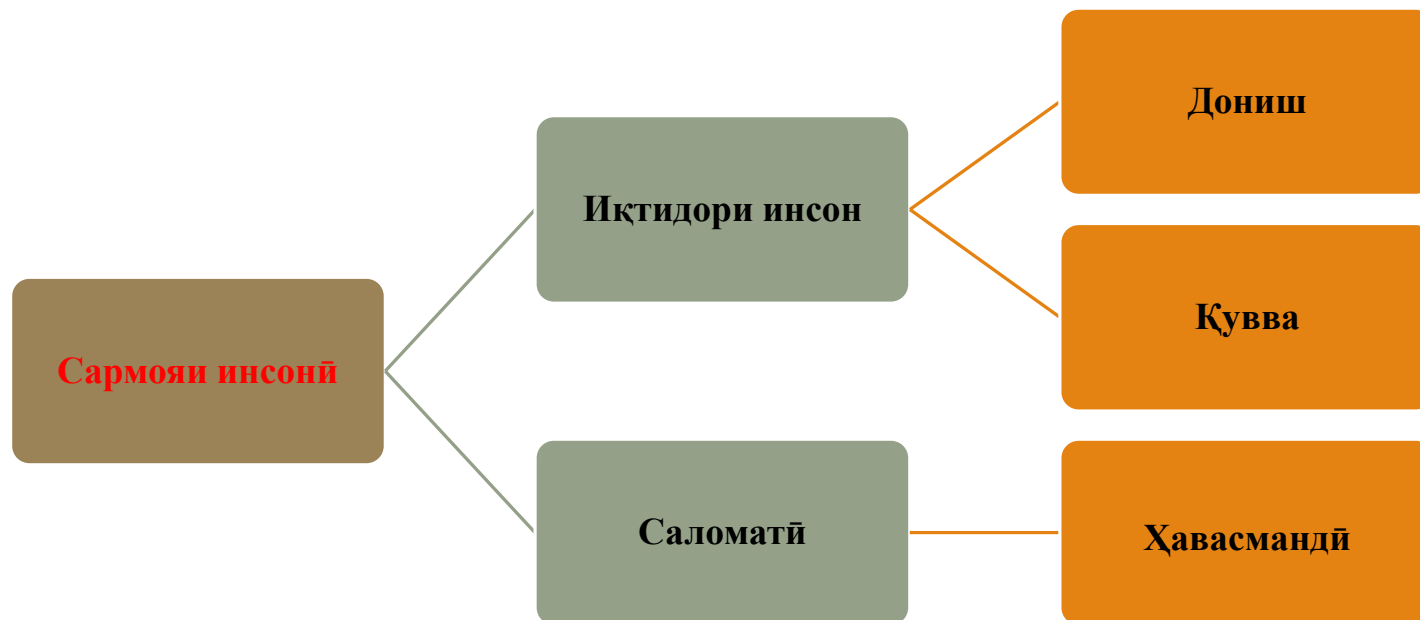 Сармояи инсонӣ
Иқтидори инсон
Саломатӣ
Дониш
Қувва
Ҳавасмандӣ